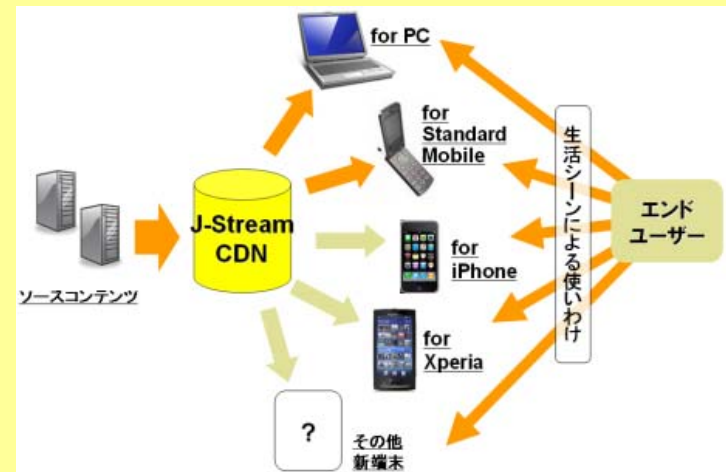 for PC
for
Standard
Mobile
J-Stream
CDN
ソースコンテンツ
for
iPhone
for
Xperia
?
その他
新端末
生活シーンによる使いわけ
エンド
ユーザー